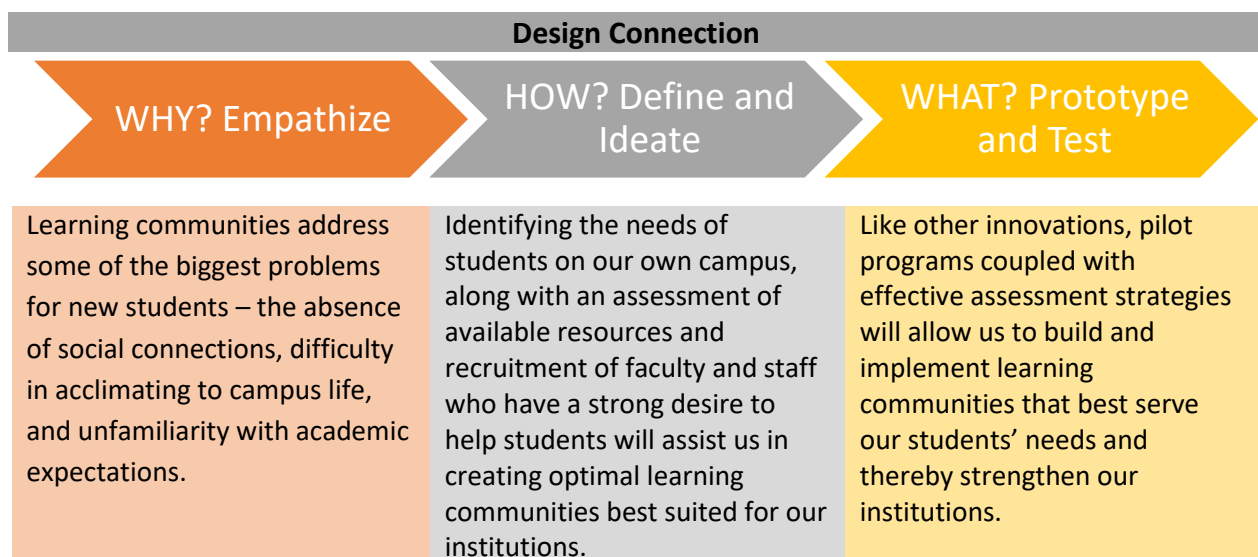 Design Connection
WHY? Empathize
HOW? Define and
Ideate
WHAT? Prototype
and Test
Learning communities address
some of the biggest problems
for new students – the absence
of social connections, difficulty
in acclimating to campus life,
and unfamiliarity with academic
expectations.
Identifying the needs of
students on our own campus,
along with an assessment of
available resources and
recruitment of faculty and staff
who have a strong desire to
help students will assist us in
creating optimal learning
communities best suited for our
institutions.
Like other innovations, pilot
programs coupled with
effective assessment strategies
will allow us to build and
implement learning
communities that best serve
our students’ needs and
thereby strengthen our
institutions.